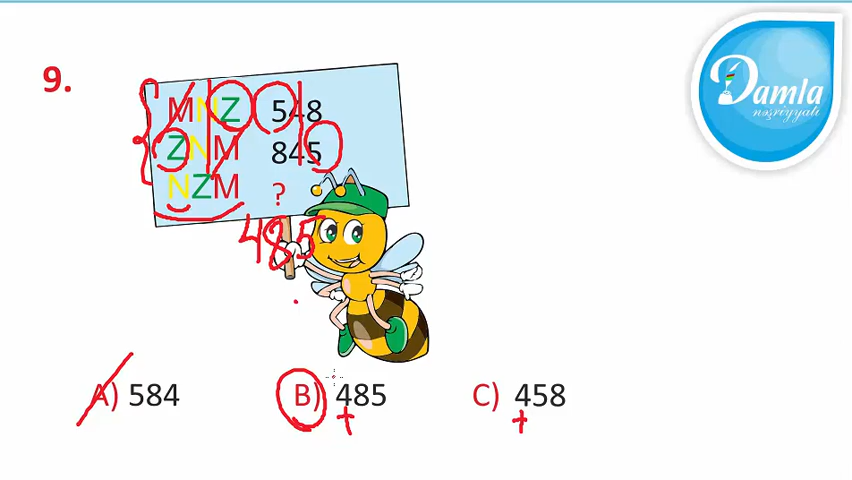 9.
MNZ 548
ZNM 845
NZM ?
485
A) 584 B) 485 C) 458
Damla
nəşriyyatı